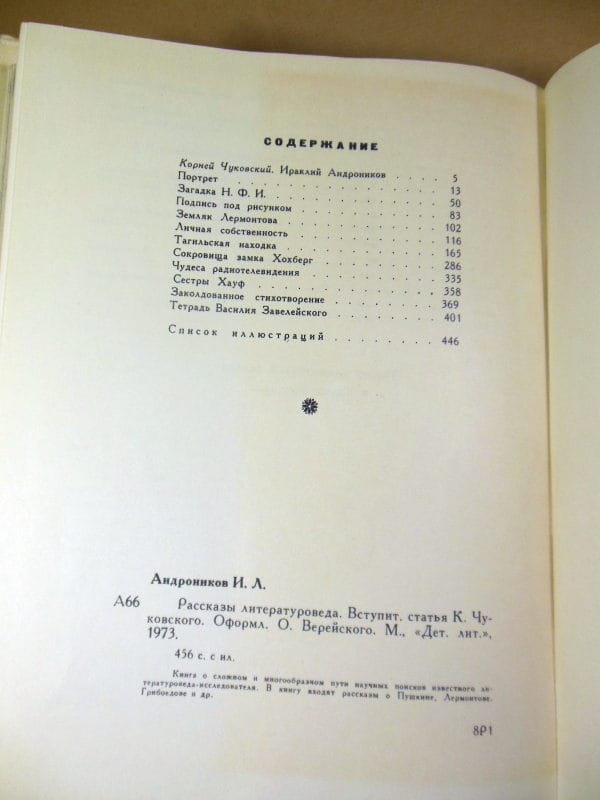 СОДЕРЖАНИЕ
Корней Чуковский. Ираклий Андроников . . . . 5
Портрет . . . . . . . . . . . . 13
Загадка Н. Ф. И. . . . . . . . . . . 50
Подпись под рисунком . . . . . . . . . 83
Земляк Лермонтова . . . . . . . . . . 102
Личная собственность . . . . . . . . . 116
Тагильская находка . . . . . . . . . . 165
Сокровища замка Хохберг . . . . . . . . 286
Чудеса радиотелевидения . . . . . . . . 335
Сестры Хауф . . . . . . . . . . . 358
Заколдованное стихотворение . . . . . . . 369
Тетрадь Василия Завелейского . . . . . . . 401
Список иллюстраций . . . . . . . . 446
Андроников И. Л.
А66 Рассказы литературоведа. Вступит. статья К. Чу-
ковского. Оформл. О. Верейского. М., «Дет. лит.»,
1973.
456 с. с ил.
Книга о сложном и многообразном пути научных поисков известного ли-
тературоведа-исследователя. В книгу входят рассказы о Пушкине, Лермонтове,
Грибоедове и др.
8Р1